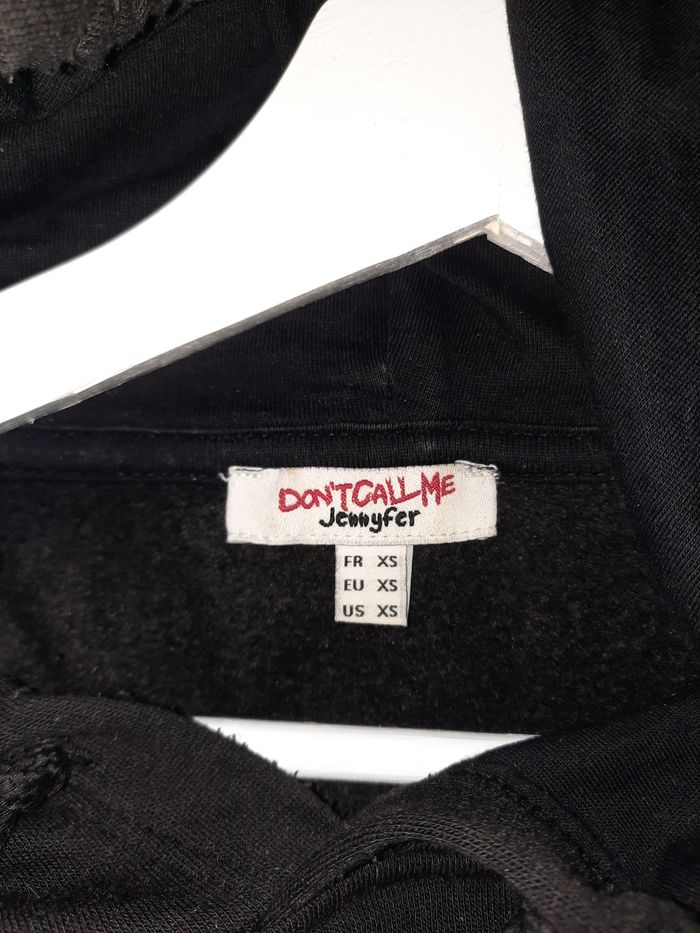 DON'T CALL ME
Jennyfer
FR XS
EU XS
US XS